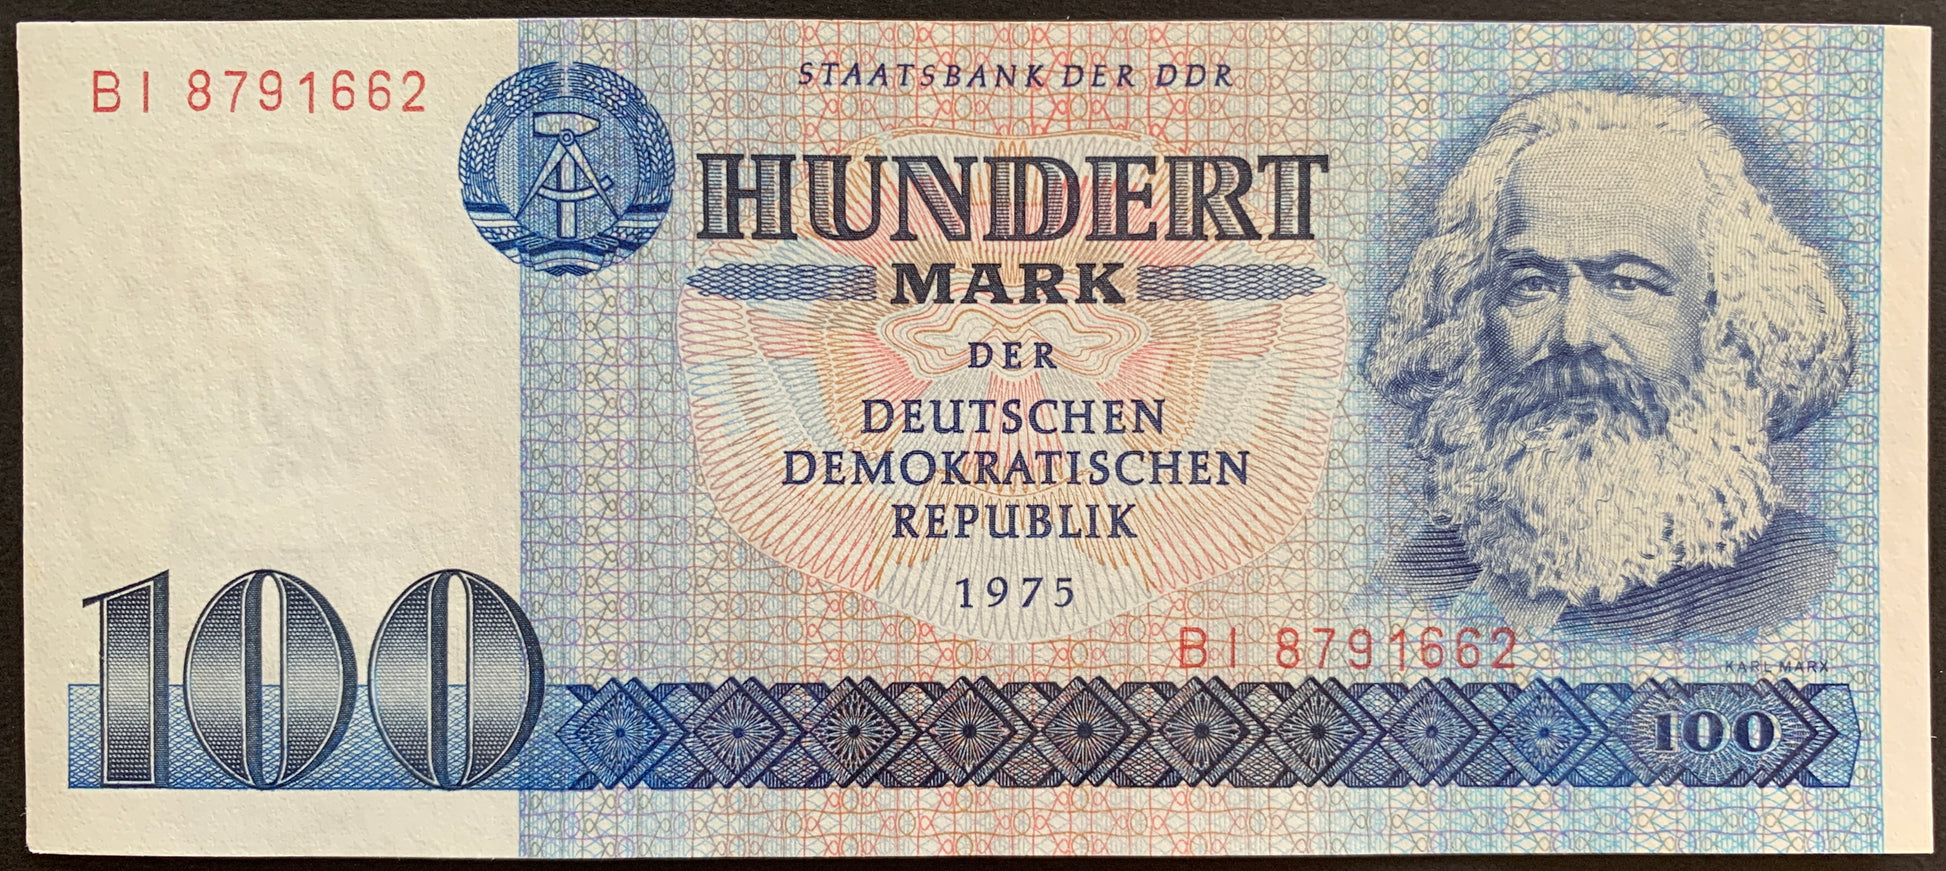 BI 8791662
STAATSBANK DER DDR
HUNDERT
MARK
DER
DEUTSCHEN
DEMOKRATISCHEN
REPUBLIK
1975
BI 8791662
KARL MARX
100
100